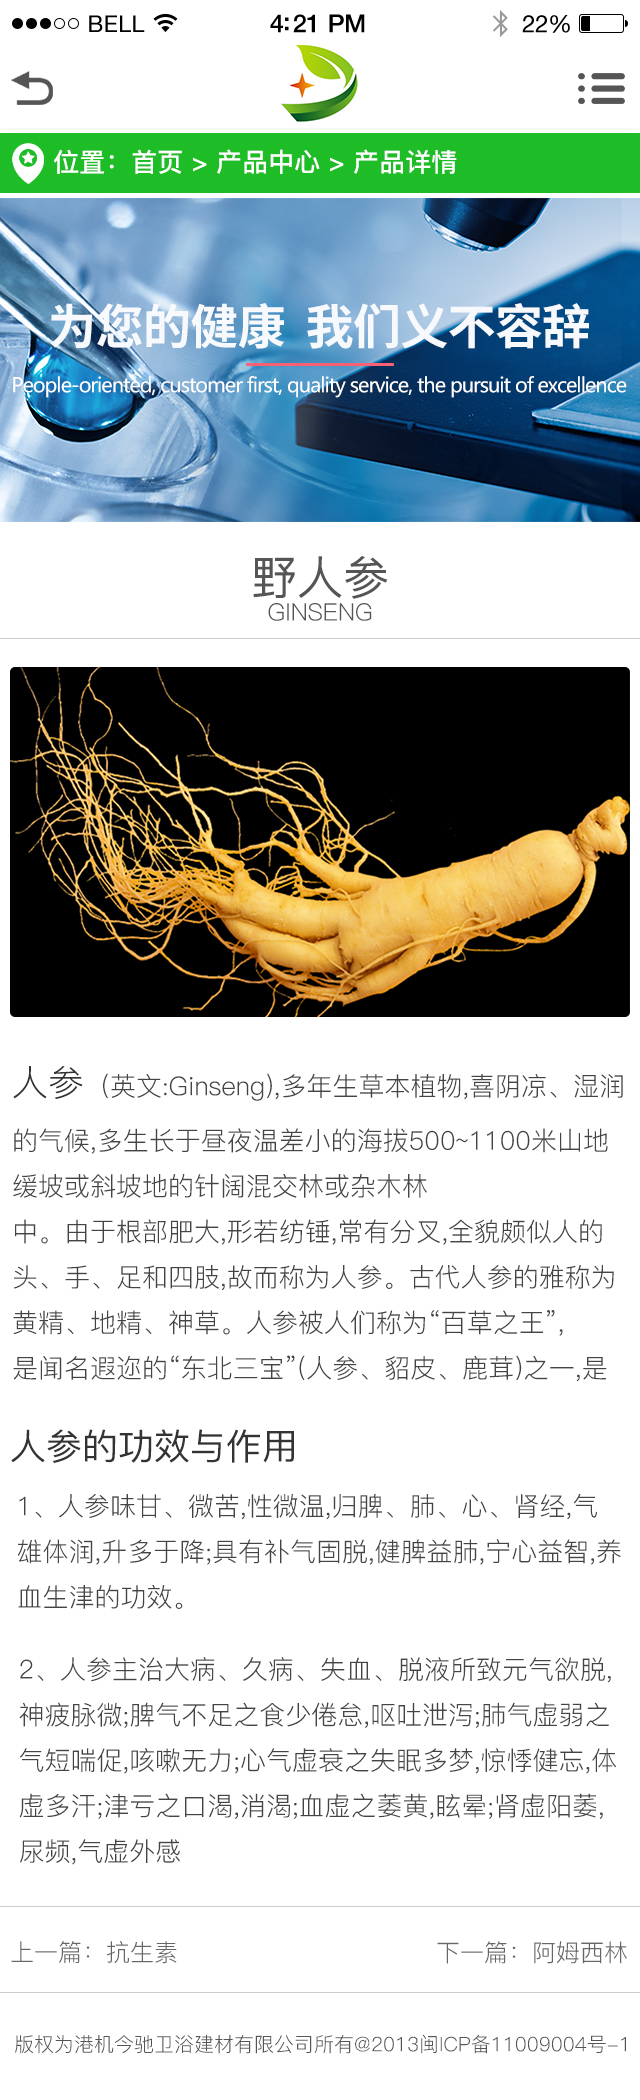 BELL 4:21 PM 22%
位置：首页 > 产品中心 > 产品详情
为您的健康 我们义不容辞
People-oriented, customer first, quality service, the pursuit of excellence
野人参
GINSENG
人参 (英文:Ginseng),多年生草本植物,喜阴凉、湿润
的气候,多生长于昼夜温差小的海拔500~1100米山地
缓坡或斜坡地的针阔混交林或杂木林
中。由于根部肥大,形若纺锤,常有分叉,全貌颇似人的
头、手、足和四肢,故而称为人参。古代人参的雅称为
黄精、地精、神草。人参被人们称为“百草之王”,
是闻名遐迩的“东北三宝”(人参、貂皮、鹿茸)之一,是
人参的功效与作用
1、人参味甘、微苦,性微温,归脾、肺、心、肾经,气
雄体润,升多于降;具有补气固脱,健脾益肺,宁心益智,养
血生津的功效。
2、人参主治大病、久病、失血、脱液所致元气欲脱,
神疲脉微;脾气不足之食少倦怠,呕吐泄泻;肺气虚弱之
气短喘促,咳嗽无力;心气虚衰之失眠多梦,惊悸健忘,体
虚多汗;津亏之口渴,消渴;血虚之萎黄,眩晕;肾虚阳萎,
尿频,气虚外感
上一篇：抗生素 下一篇：阿姆西林
版权为港机今驰卫浴建材有限公司所有@2013闽ICP备11009004号-1